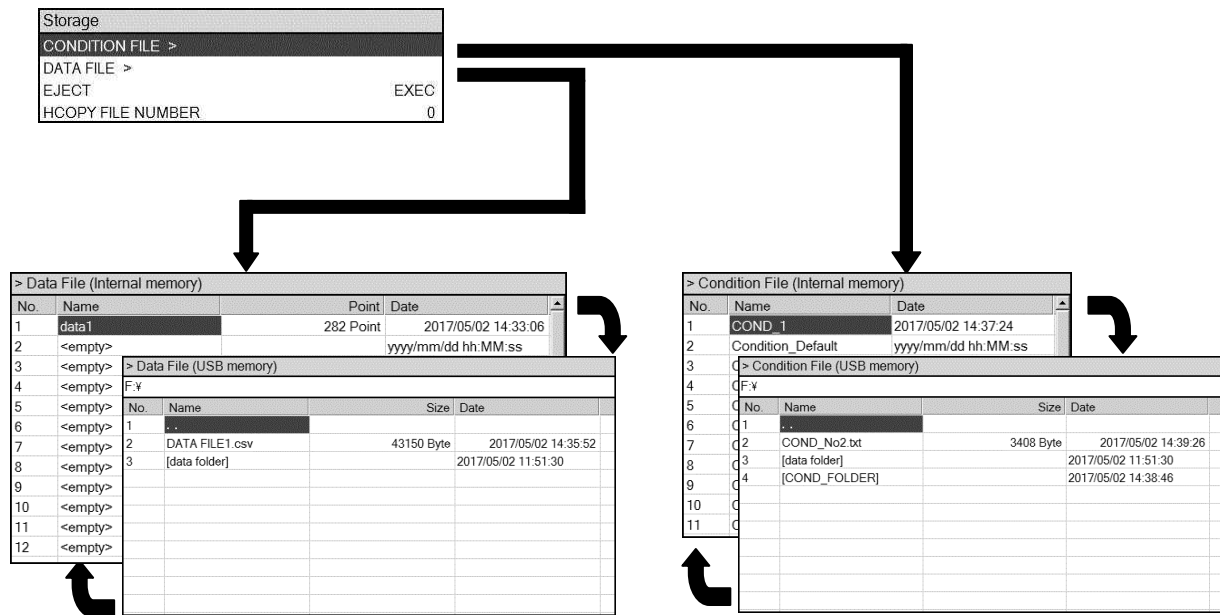 Storage
CONDITION FILE >
DATA FILE >
EJECT EXEC
HCOPY FILE NUMBER 0
> Data File (Internal memory)
No. Name Point Date
1 data1 282 Point 2017/05/02 14:33:06
2 <empty> yyyy/mm/dd hh:MM:ss
3 <empty>
4 <empty>
5 <empty>
6 <empty>
7 <empty>
8 <empty>
9 <empty>
10 <empty>
11 <empty>
12 <empty>
> Data File (USB memory)
F:¥
No. Name Size Date
1 . .
2 DATA FILE1.csv 43150 Byte 2017/05/02 14:35:52
3 [data folder] 2017/05/02 11:51:30
> Condition File (Internal memory)
No. Name Date
1 COND_1 2017/05/02 14:37:24
2 Condition_Default yyyy/mm/dd hh:MM:ss
3
4
5
6
7
8
9
10
11
> Condition File (USB memory)
F:¥
No. Name Size Date
1 . .
2 COND_No2.txt 3408 Byte 2017/05/02 14:39:26
3 [data folder] 2017/05/02 11:51:30
4 [COND_FOLDER] 2017/05/02 14:38:46